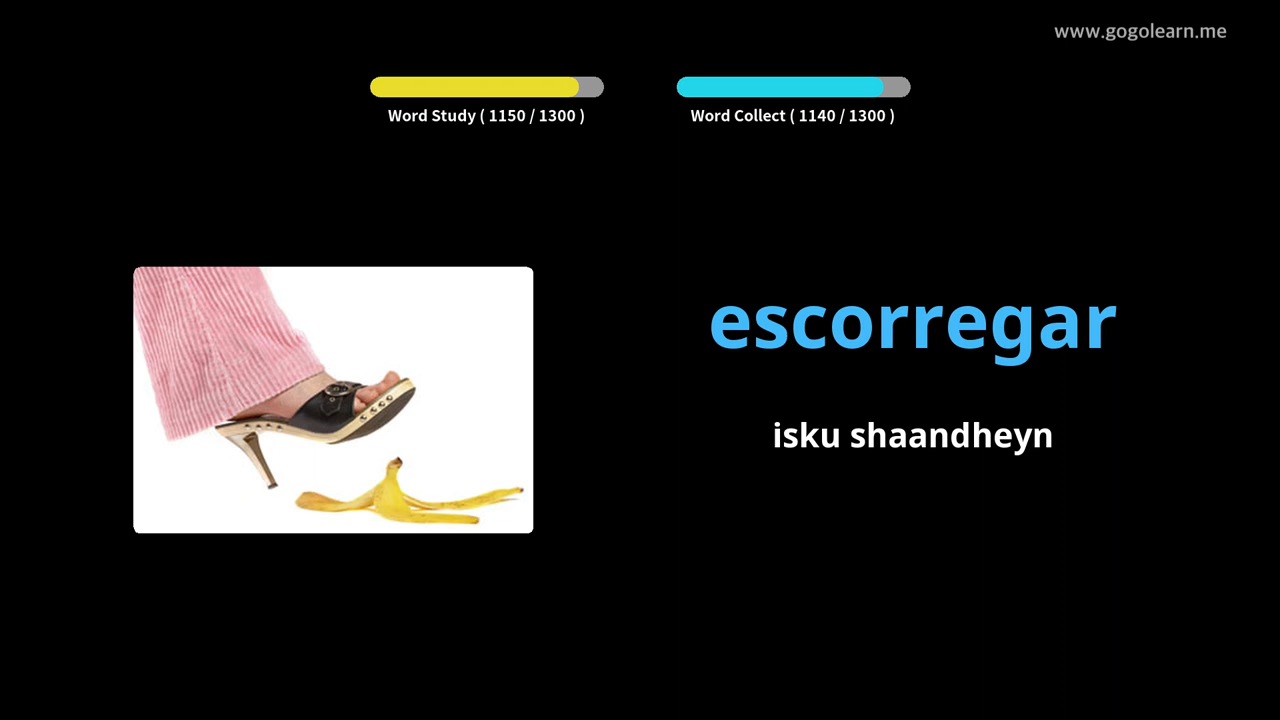 www.gogolearn.me
Word Study ( 1150 / 1300 )
Word Collect ( 1140 / 1300 )
escorregar
isku shaandheyn